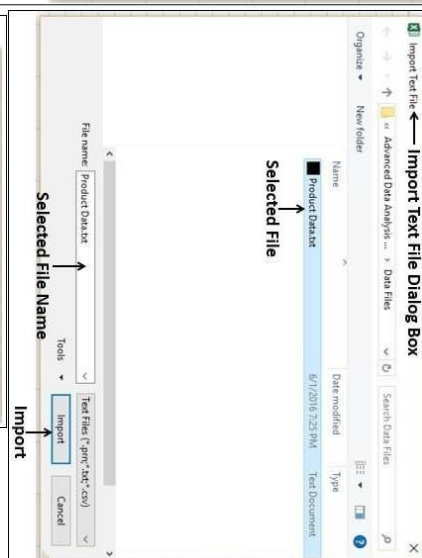 Import Text File ← Import Text File Dialog Box
« Advanced Data Analysis ... > Data Files Search Data Files
Organize New folder
Name Date modified Type
Product Data.txt 6/1/2016 7:25 PM Text Document
Selected File
File name: Product Data.txt Text Files (*.prn;*.txt;*.csv)
Tools Import Cancel
Selected File Name
Import